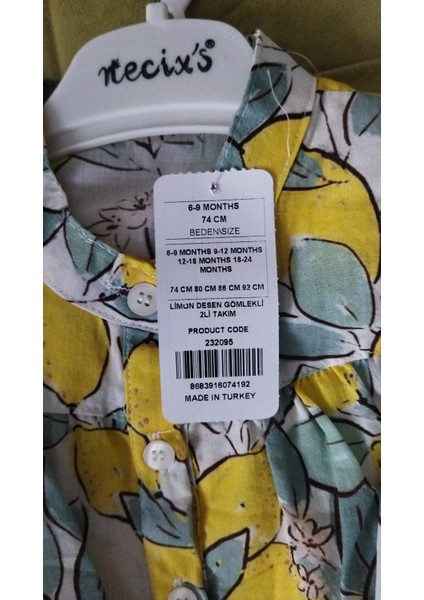 necix's®
6-9 MONTHS
74 CM
BEDEN\SIZE
6-9 MONTHS 9-12 MONTHS
12-18 MONTHS 18-24
MONTHS
74 CM 80 CM 86 CM 92 CM
LİMON DESEN GÖMLEKLİ
2Lİ TAKIM
PRODUCT CODE
232095
8683916074192
MADE IN TURKEY